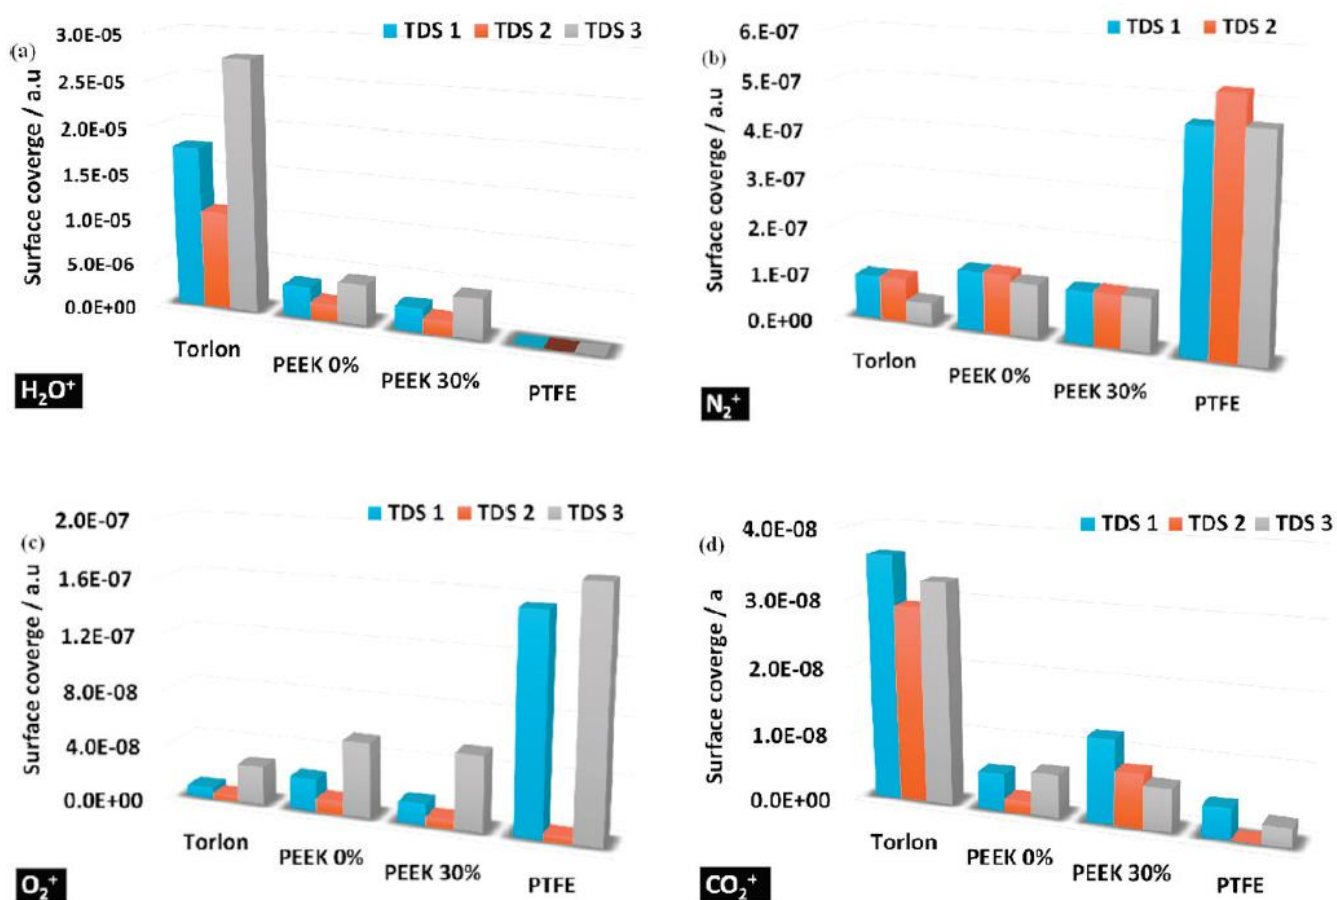 (a)
TDS 1 TDS 2 TDS 3
Surface coverge / a.u
3.0E-05
2.5E-05
2.0E-05
1.5E-05
1.0E-05
5.0E-06
0.0E+00
Torlon
PEEK 0%
PEEK 30%
PTFE
H₂O⁺
(b)
TDS 1 TDS 2
Surface coverge / a.u
6.E-07
5.E-07
4.E-07
3.E-07
2.E-07
1.E-07
0.E+00
Torlon
PEEK 0%
PEEK 30%
PTFE
N₂⁺
(c)
TDS 1 TDS 2 TDS 3
Surface coverge / a.u
2.0E-07
1.6E-07
1.2E-07
8.0E-08
4.0E-08
0.0E+00
Torlon
PEEK 0%
PEEK 30%
PTFE
O₂⁺
(d)
TDS 1 TDS 2 TDS 3
Surface coverge / a
4.0E-08
3.0E-08
2.0E-08
1.0E-08
0.0E+00
Torlon
PEEK 0%
PEEK 30%
PTFE
CO₂⁺